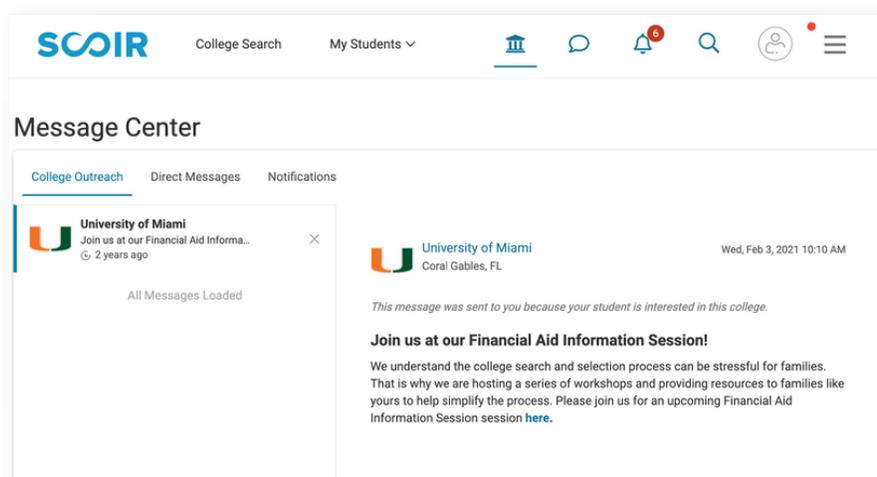 SCOIR
College Search
My Students
6
Message Center
College Outreach
Direct Messages
Notifications
University of Miami
Join us at our Financial Aid Informa...
2 years ago
All Messages Loaded
University of Miami
Wed, Feb 3, 2021 10:10 AM
Coral Gables, FL
This message was sent to you because your student is interested in this college.
Join us at our Financial Aid Information Session!
We understand the college search and selection process can be stressful for families.
That is why we are hosting a series of workshops and providing resources to families like
yours to help simplify the process. Please join us for an upcoming Financial Aid
Information Session session here.